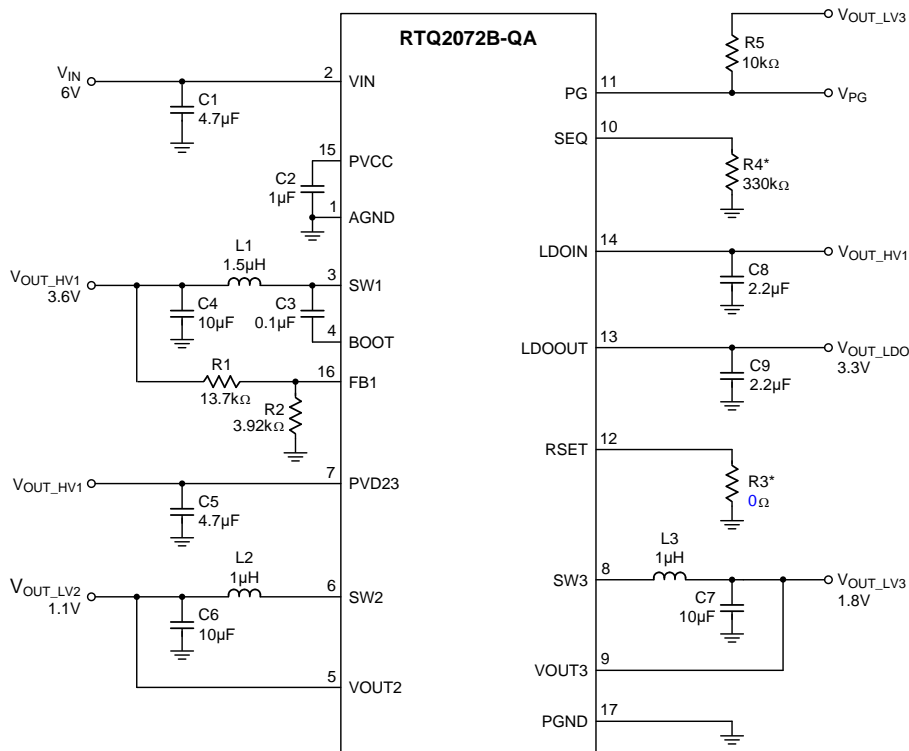 RTQ2072B-QA
VIN
6V
C1
4.7µF
2
VIN
15
PVCC
C2
1µF
1
AGND
VOUT_HV1
3.6V
L1
1.5µH
3
SW1
C4
10µF
C3
0.1µF
4
BOOT
R1
13.7kΩ
16
FB1
R2
3.92kΩ
VOUT_HV1
7
PVD23
C5
4.7µF
VOUT_LV2
1.1V
L2
1µH
6
SW2
C6
10µF
5
VOUT2
VOUT_LV3
R5
10kΩ
PG
11
VPG
SEQ
10
R4*
330kΩ
LDOIN
14
VOUT_HV1
C8
2.2µF
LDOOUT
13
VOUT_LDO
3.3V
C9
2.2µF
RSET
12
R3*
0Ω
L3
1µH
SW3
8
VOUT_LV3
1.8V
C7
10µF
VOUT3
9
PGND
17